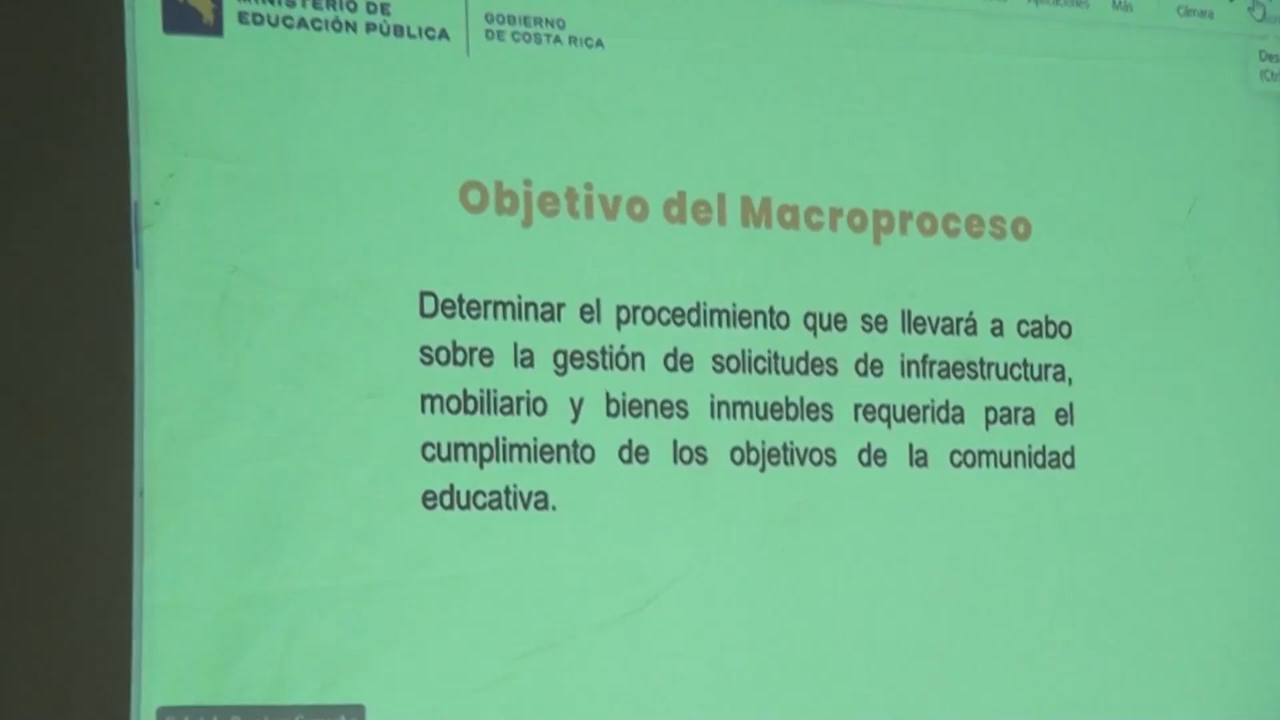 MINISTERIO DE
EDUCACIÓN PÚBLICA
GOBIERNO
DE COSTA RICA
Aplicaciones Más Cámara
Objetivo del Macroproceso
Determinar el procedimiento que se llevará a cabo
sobre la gestión de solicitudes de infraestructura,
mobiliario y bienes inmuebles requerida para el
cumplimiento de los objetivos de la comunidad
educativa.